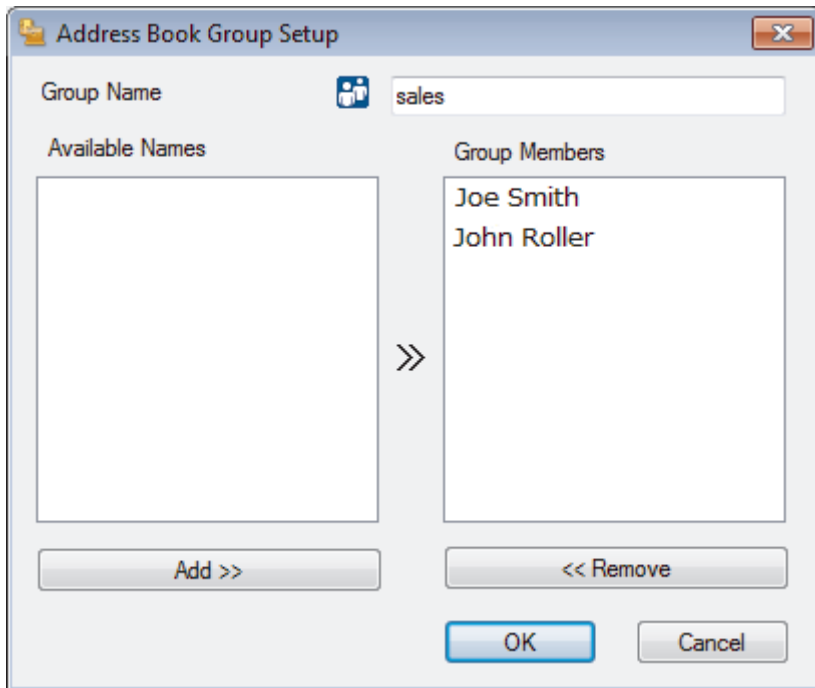 Address Book Group Setup
Group Name
sales
Available Names
Group Members
Joe Smith
John Roller
>>
Add >>
<< Remove
OK
Cancel